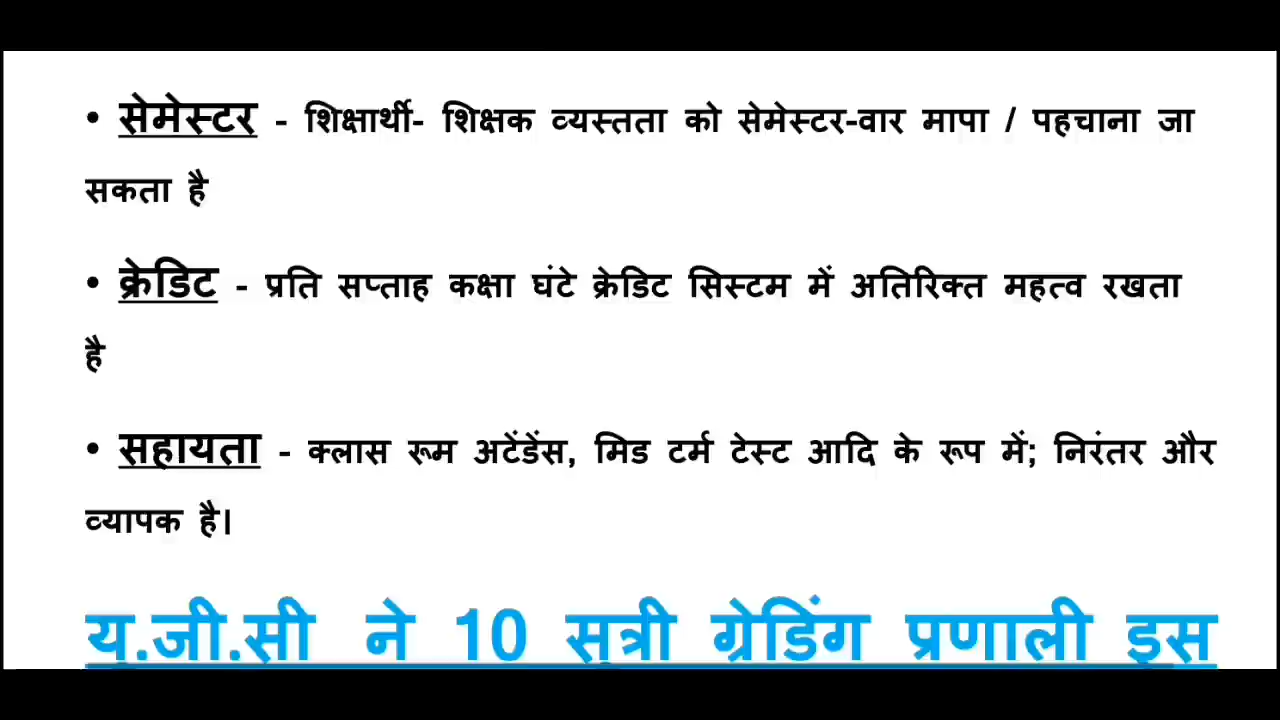 • सेमेस्टर - शिक्षार्थी- शिक्षक व्यस्तता को सेमेस्टर-वार मापा / पहचाना जा
सकता है
• क्रेडिट - प्रति सप्ताह कक्षा घंटे क्रेडिट सिस्टम में अतिरिक्त महत्व रखता
है
• सहायता - क्लास रूम अटेंडेंस, मिड टर्म टेस्ट आदि के रूप में; निरंतर और
व्यापक है।
यु.जी.सी ने 10 सूत्री ग्रेडिंग प्रणाली इस